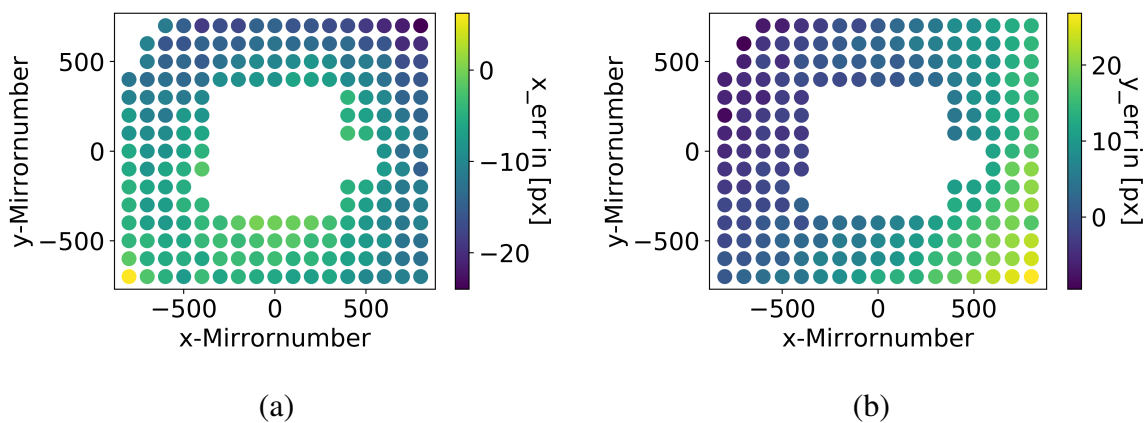 500
0
−500
y-Mirrornumber
−500 0 500
x-Mirrornumber
0
−10
−20
x_err in [px]
(a)
500
0
−500
y-Mirrornumber
−500 0 500
x-Mirrornumber
20
10
0
y_err in [px]
(b)